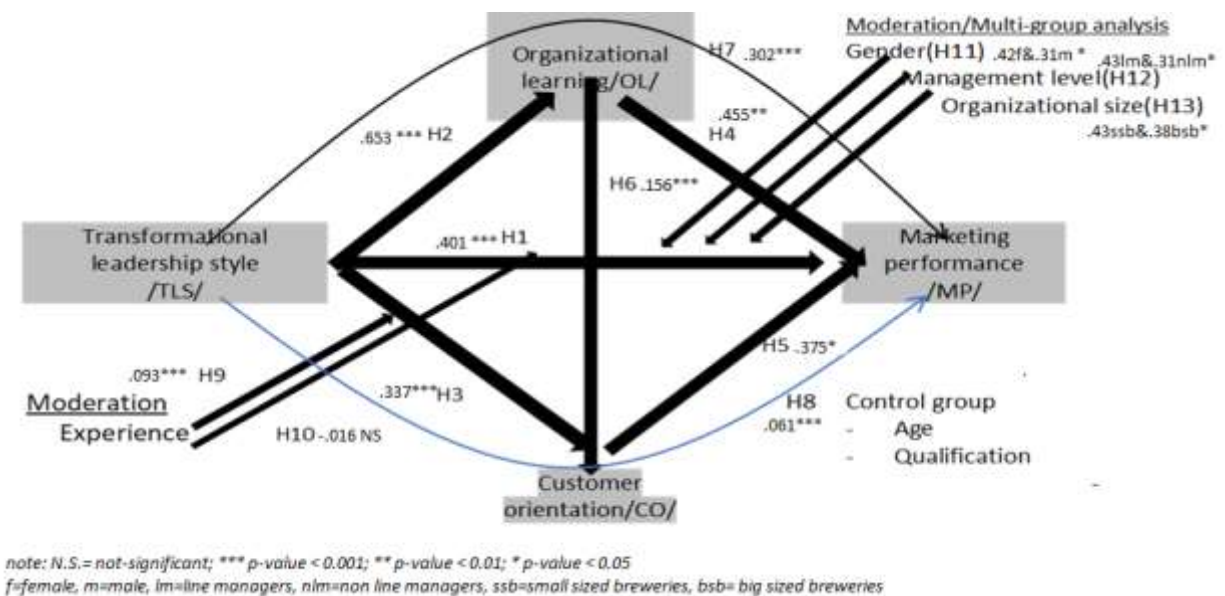 Moderation/Multi-group analysis
Gender(H11) .42f&.31m * .43lm&.31nlm*
Management level(H12)
Organizational size(H13)
.43ssb&.38bsb*
Organizational
learning/OL/
H7 .302***
.455**
H4
.653 *** H2
H6 .156***
Transformational
leadership style
/TLS/
.401 *** H1
Marketing
performance
/MP/
H5 .375*
.093*** H9
.337***H3
Moderation
Experience
H10 -.016 NS
H8
.061***
Control group
- Age
- Qualification
Customer
orientation/CO/
note: N.S.= not-significant; *** p-value < 0.001; ** p-value < 0.01; * p-value < 0.05
f=female, m=male, lm=line managers, nlm=non line managers, ssb=small sized breweries, bsb= big sized breweries